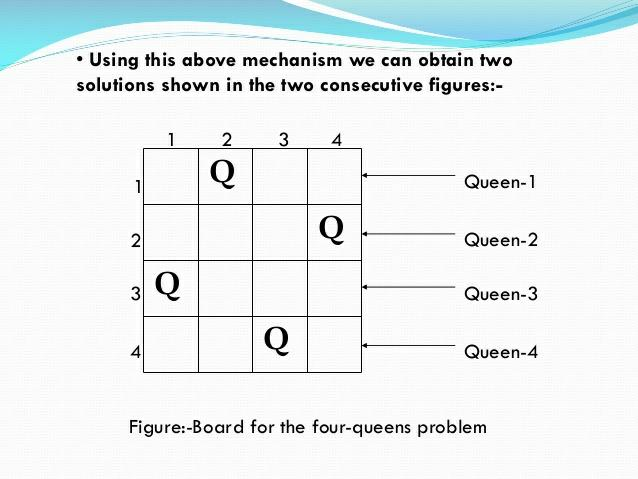 • Using this above mechanism we can obtain two
solutions shown in the two consecutive figures:-
1 2 3 4
1 Q Queen-1
2 Q Queen-2
3 Q Queen-3
4 Q Queen-4
Figure:-Board for the four-queens problem